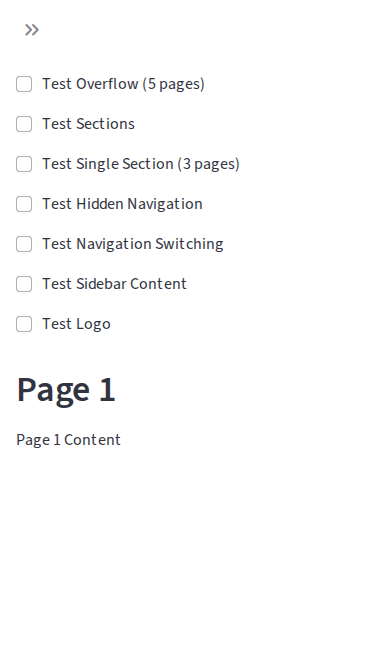 Test Overflow (5 pages)
Test Sections
Test Single Section (3 pages)
Test Hidden Navigation
Test Navigation Switching
Test Sidebar Content
Test Logo
Page 1
Page 1 Content